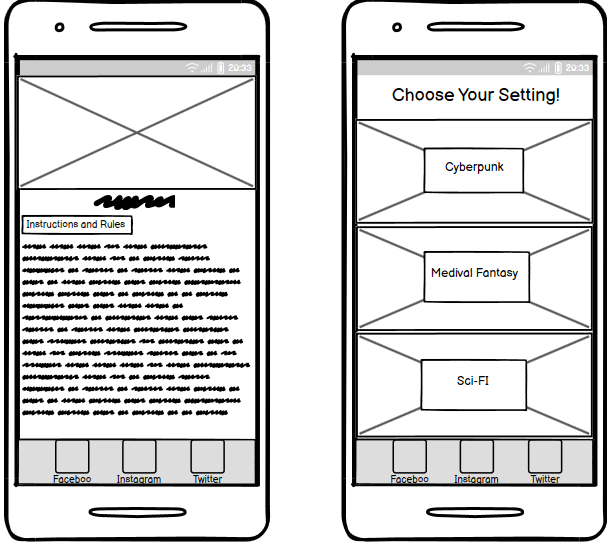 20:33
Instructions and Rules
Faceboo Instagram Twitter
20:33
Choose Your Setting!
Cyberpunk
Medival Fantasy
Sci-FI
Faceboo Instagram Twitter